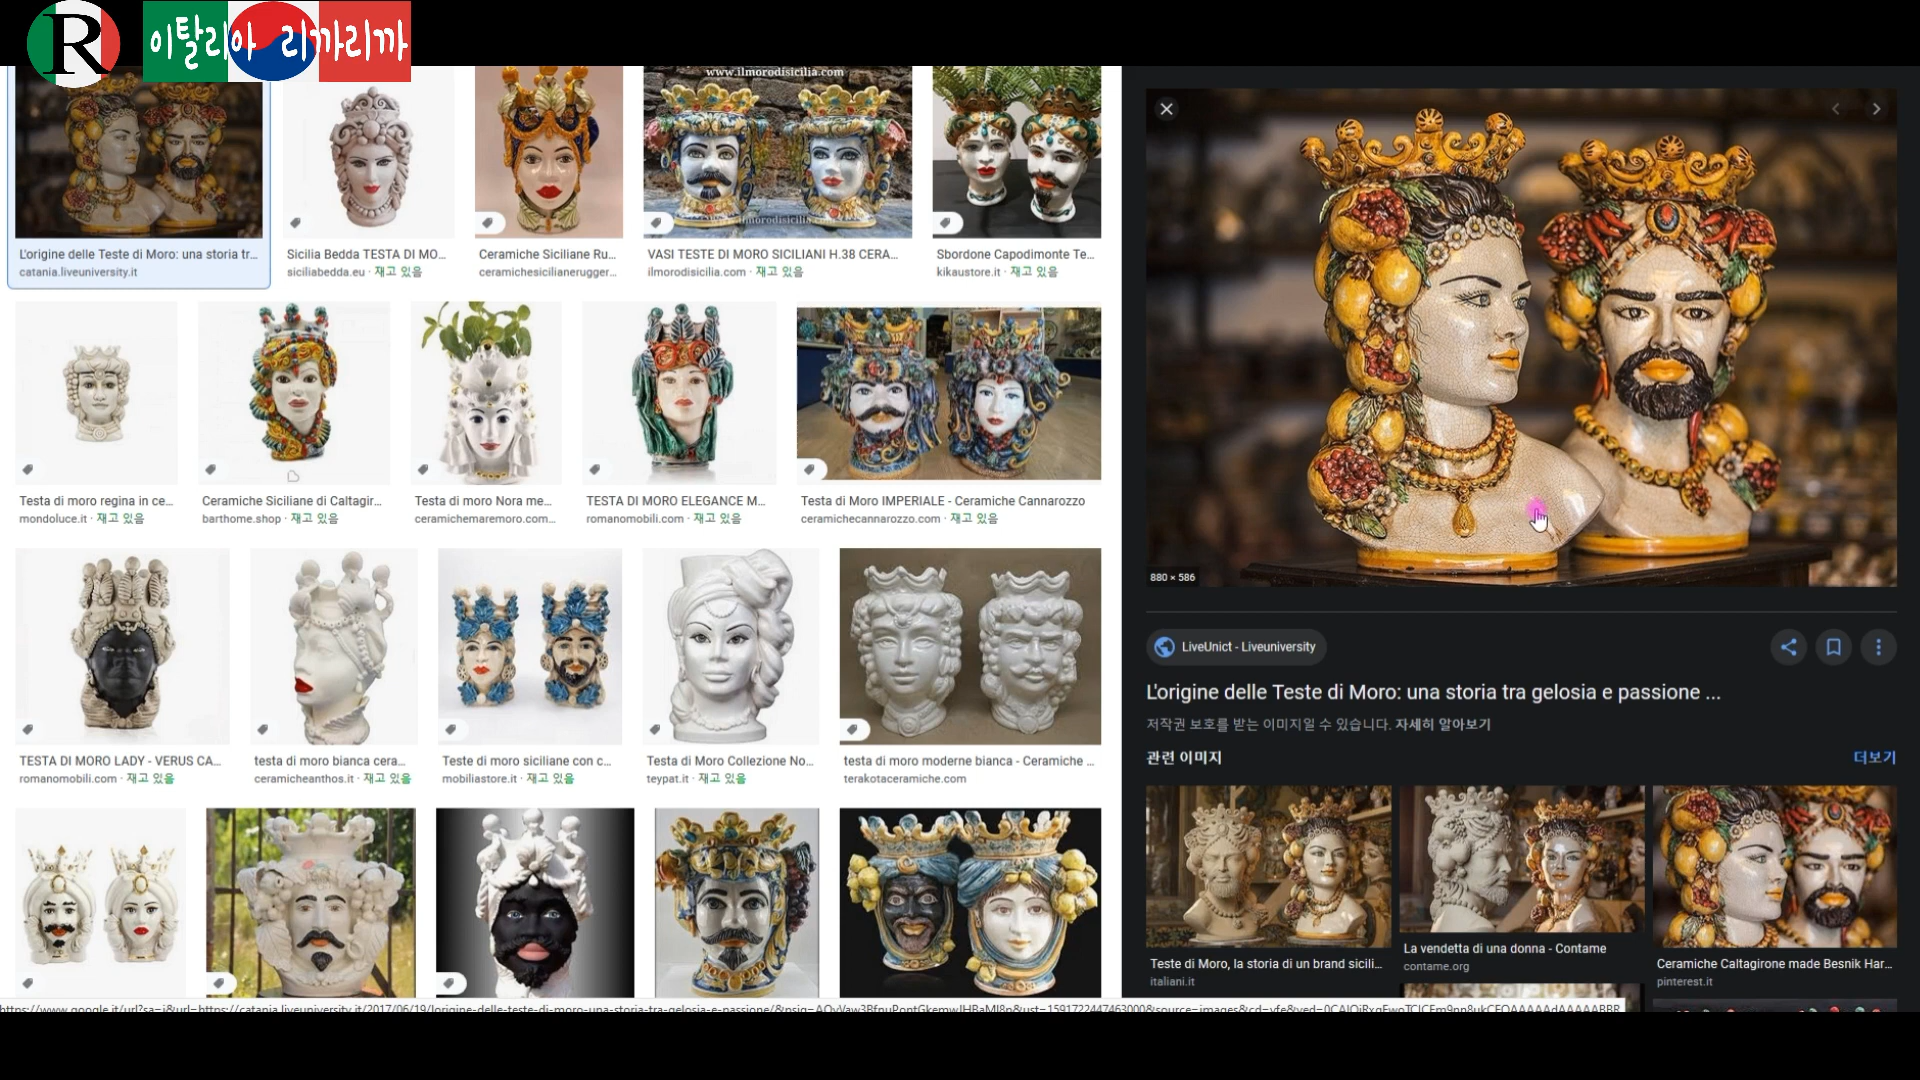 R 이탈리아 리까리까
www.ilmorodisicilia.com
ilmorodisicilia.com
L'origine delle Teste di Moro: una storia tr...
catania.liveuniversity.it
Sicilia Bedda TESTA DI MO...
siciliabedda.eu · 재고 있음
Ceramiche Siciliane Ru...
ceramichesicilianerugger...
VASI TESTE DI MORO SICILIANI H.38 CERA...
ilmorodisicilia.com · 재고 있음
Sbordone Capodimonte Te...
kikaustore.it · 재고 있음
Testa di moro regina in ce...
mondoluce.it · 재고 있음
Ceramiche Siciliane di Caltagir...
barthome.shop · 재고 있음
Testa di moro Nora me...
ceramichemaremoro.com...
TESTA DI MORO ELEGANCE M...
romanomobili.com · 재고 있음
Testa di Moro IMPERIALE - Ceramiche Cannarozzo
ceramichecannarozzo.com · 재고 있음
TESTA DI MORO LADY - VERUS CA...
romanomobili.com · 재고 있음
testa di moro bianca cera...
ceramicheanthos.it · 재고 있음
Teste di moro siciliane con c...
mobiliastore.it · 재고 있음
Testa di Moro Collezione No...
teypat.it · 재고 있음
testa di moro moderne bianca - Ceramiche ...
terakotaceramiche.com
880 × 586
LiveUnict - Liveuniversity
L'origine delle Teste di Moro: una storia tra gelosia e passione ...
저작권 보호를 받는 이미지일 수 있습니다. 자세히 알아보기
관련 이미지 더보기
Teste di Moro, la storia di un brand sicili...
italiani.it
La vendetta di una donna - Contame
contame.org
Ceramiche Caltagirone made Besnik Har...
pinterest.it